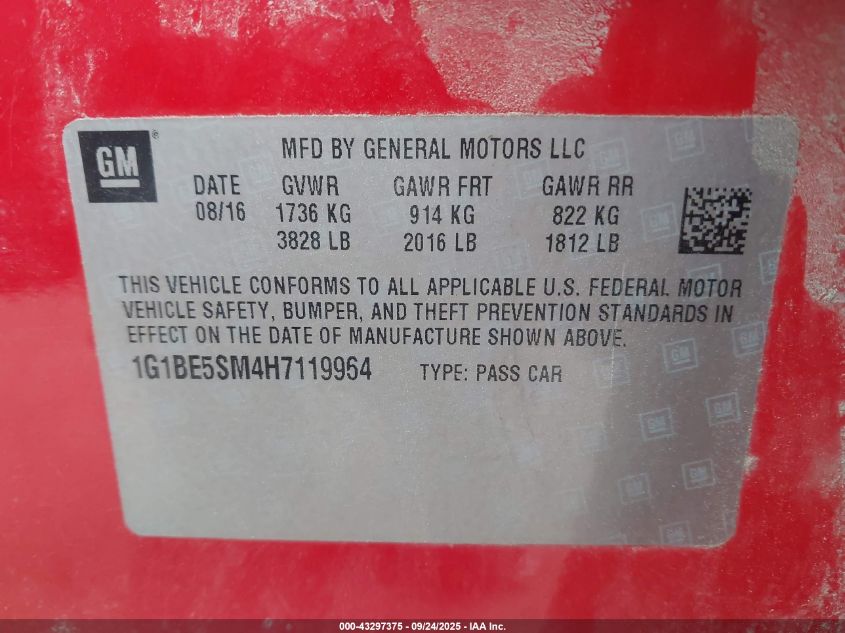 GM ®
MFD BY GENERAL MOTORS LLC
DATE GVWR GAWR FRT GAWR RR
08/16 1736 KG 914 KG 822 KG
3828 LB 2016 LB 1812 LB
THIS VEHICLE CONFORMS TO ALL APPLICABLE U.S. FEDERAL MOTOR
VEHICLE SAFETY, BUMPER, AND THEFT PREVENTION STANDARDS IN
EFFECT ON THE DATE OF MANUFACTURE SHOWN ABOVE.
1G1BE5SM4H7119964 TYPE: PASS CAR
000-43297375 - 09/24/2025 - IAA Inc.